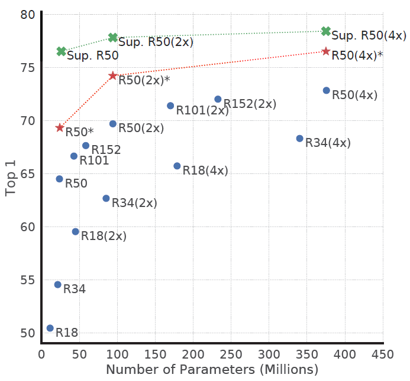 80
75
70
65
60
55
50
Top 1
Sup. R50
Sup. R50(2x)
Sup. R50(4x)
R50*
R50(2x)*
R50(4x)*
R50(4x)
R101(2x)
R152(2x)
R50(2x)
R34(4x)
R152
R101
R18(4x)
R50
R34(2x)
R18(2x)
R34
R18
0 50 100 150 200 250 300 350 400 450
Number of Parameters (Millions)